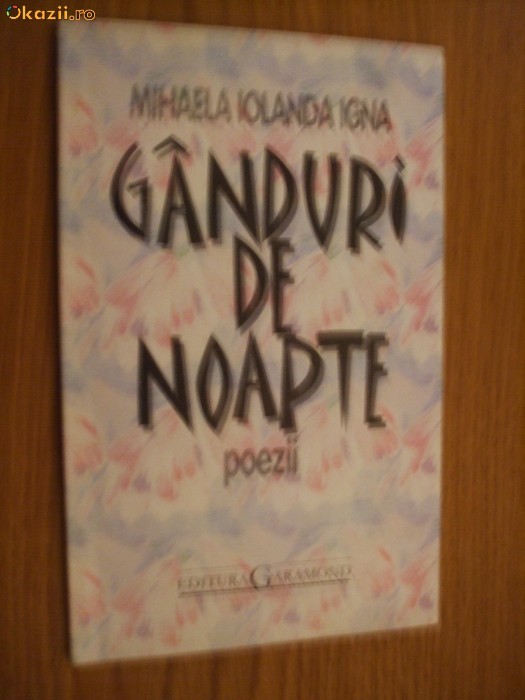 Okazii.ro
MIHAELA IOLANDA IGNA
GÂNDURI
DE
NOAPTE
poezii
EDITURA GARAMOND